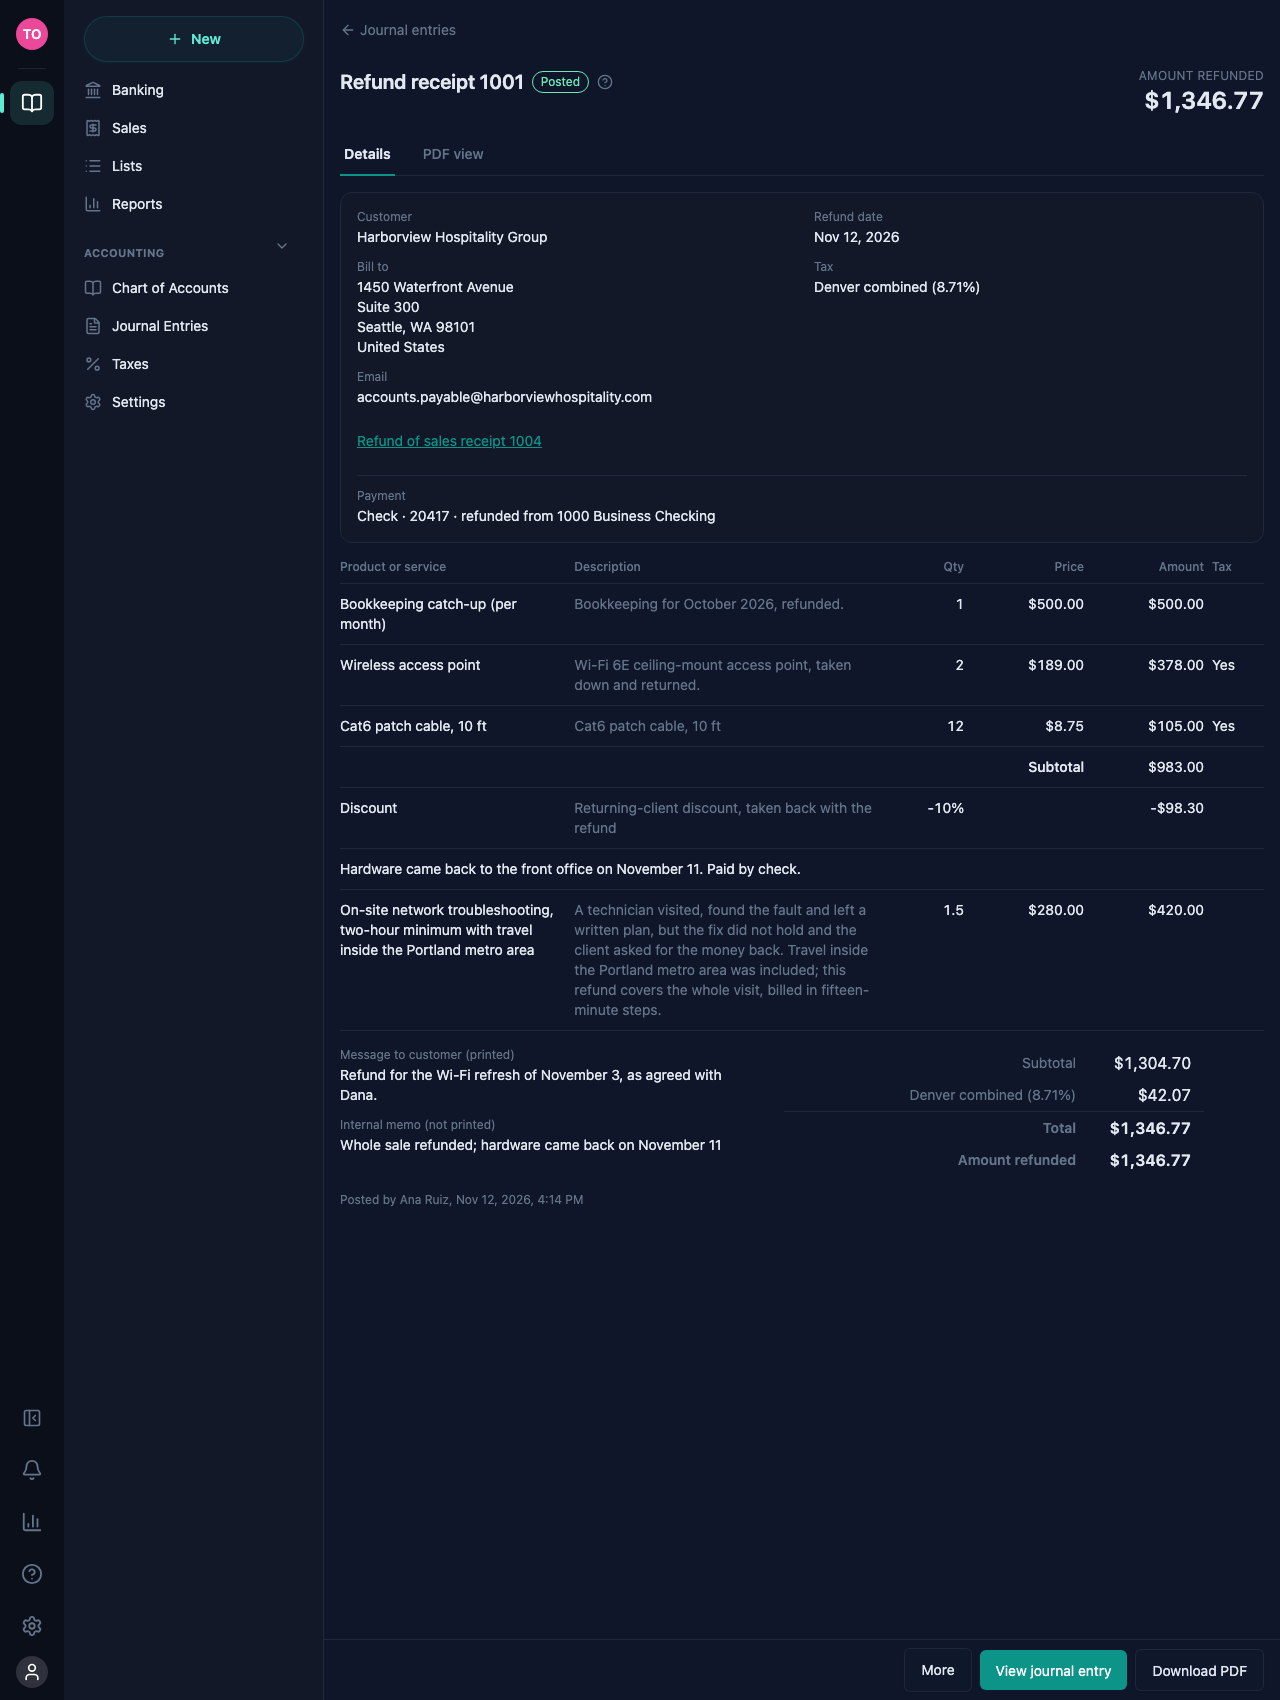 TO
New
Banking
Sales
Lists
Reports
ACCOUNTING
Chart of Accounts
Journal Entries
Taxes
Settings
Journal entries
Refund receipt 1001 Posted
AMOUNT REFUNDED
$1,346.77
Details PDF view
Customer
Harborview Hospitality Group
Bill to
1450 Waterfront Avenue
Suite 300
Seattle, WA 98101
United States
Email
accounts.payable@harborviewhospitality.com
Refund date
Nov 12, 2026
Tax
Denver combined (8.71%)
Refund of sales receipt 1004
Payment
Check · 20417 · refunded from 1000 Business Checking
Product or service Description Qty Price Amount Tax
Bookkeeping catch-up (per Bookkeeping for October 2026, refunded. 1 $500.00 $500.00
month)
Wireless access point Wi-Fi 6E ceiling-mount access point, taken 2 $189.00 $378.00 Yes
down and returned.
Cat6 patch cable, 10 ft Cat6 patch cable, 10 ft 12 $8.75 $105.00 Yes
Subtotal $983.00
Discount Returning-client discount, taken back with the -10% -$98.30
refund
Hardware came back to the front office on November 11. Paid by check.
On-site network troubleshooting, A technician visited, found the fault and left a 1.5 $280.00 $420.00
two-hour minimum with travel written plan, but the fix did not hold and the
inside the Portland metro area client asked for the money back. Travel inside
the Portland metro area was included; this
refund covers the whole visit, billed in fifteen-
minute steps.
Message to customer (printed)
Refund for the Wi-Fi refresh of November 3, as agreed with
Dana.
Internal memo (not printed)
Whole sale refunded; hardware came back on November 11
Subtotal $1,304.70
Denver combined (8.71%) $42.07
Total $1,346.77
Amount refunded $1,346.77
Posted by Ana Ruiz, Nov 12, 2026, 4:14 PM
More View journal entry Download PDF